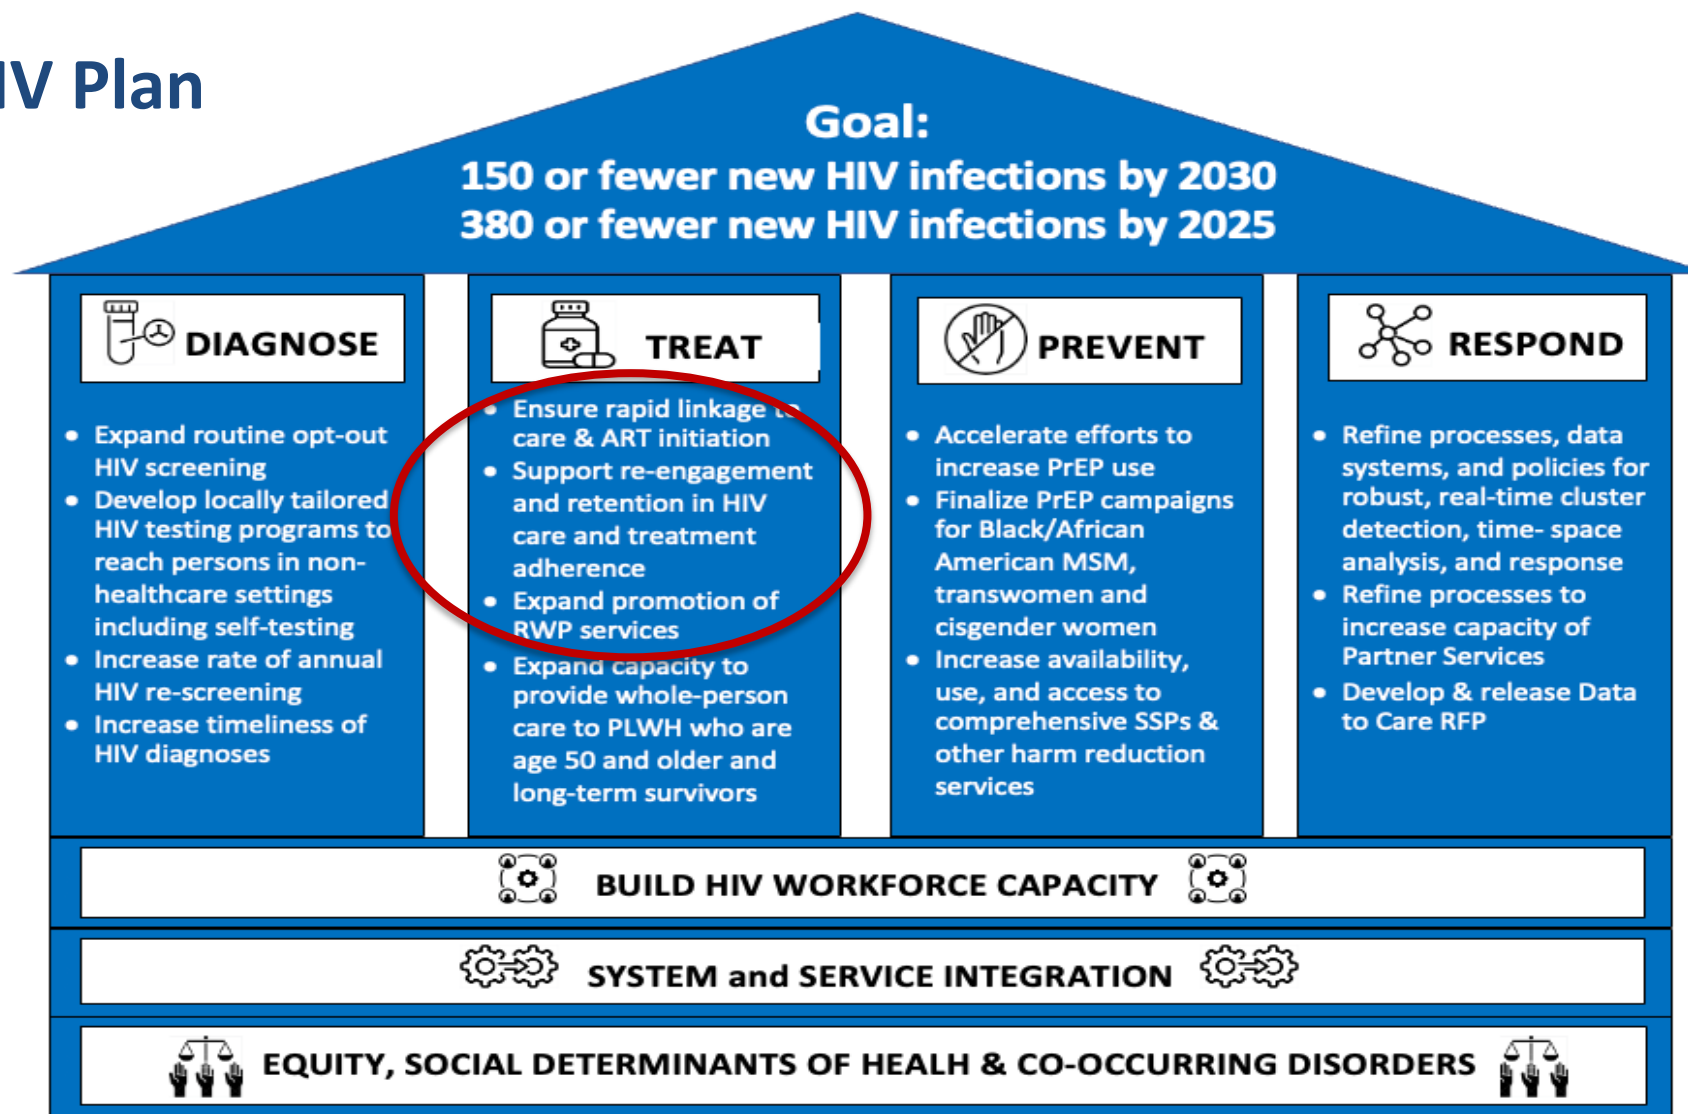 IV Plan
Goal:
150 or fewer new HIV infections by 2030
380 or fewer new HIV infections by 2025
DIAGNOSE
• Expand routine opt-out
HIV screening
• Develop locally tailored
HIV testing programs to
reach persons in non-
healthcare settings
including self-testing
• Increase rate of annual
HIV re-screening
• Increase timeliness of
HIV diagnoses
TREAT
• Ensure rapid linkage to
care & ART initiation
• Support re-engagement
and retention in HIV
care and treatment
adherence
• Expand promotion of
RWP services
• Expand capacity to
provide whole-person
care to PLWH who are
age 50 and older and
long-term survivors
PREVENT
• Accelerate efforts to
increase PrEP use
• Finalize PrEP campaigns
for Black/African
American MSM,
transwomen and
cisgender women
• Increase availability,
use, and access to
comprehensive SSPs &
other harm reduction
services
RESPOND
• Refine processes, data
systems, and policies for
robust, real-time cluster
detection, time- space
analysis, and response
• Refine processes to
increase capacity of
Partner Services
• Develop & release Data
to Care RFP
BUILD HIV WORKFORCE CAPACITY
SYSTEM and SERVICE INTEGRATION
EQUITY, SOCIAL DETERMINANTS OF HEALH & CO-OCCURRING DISORDERS